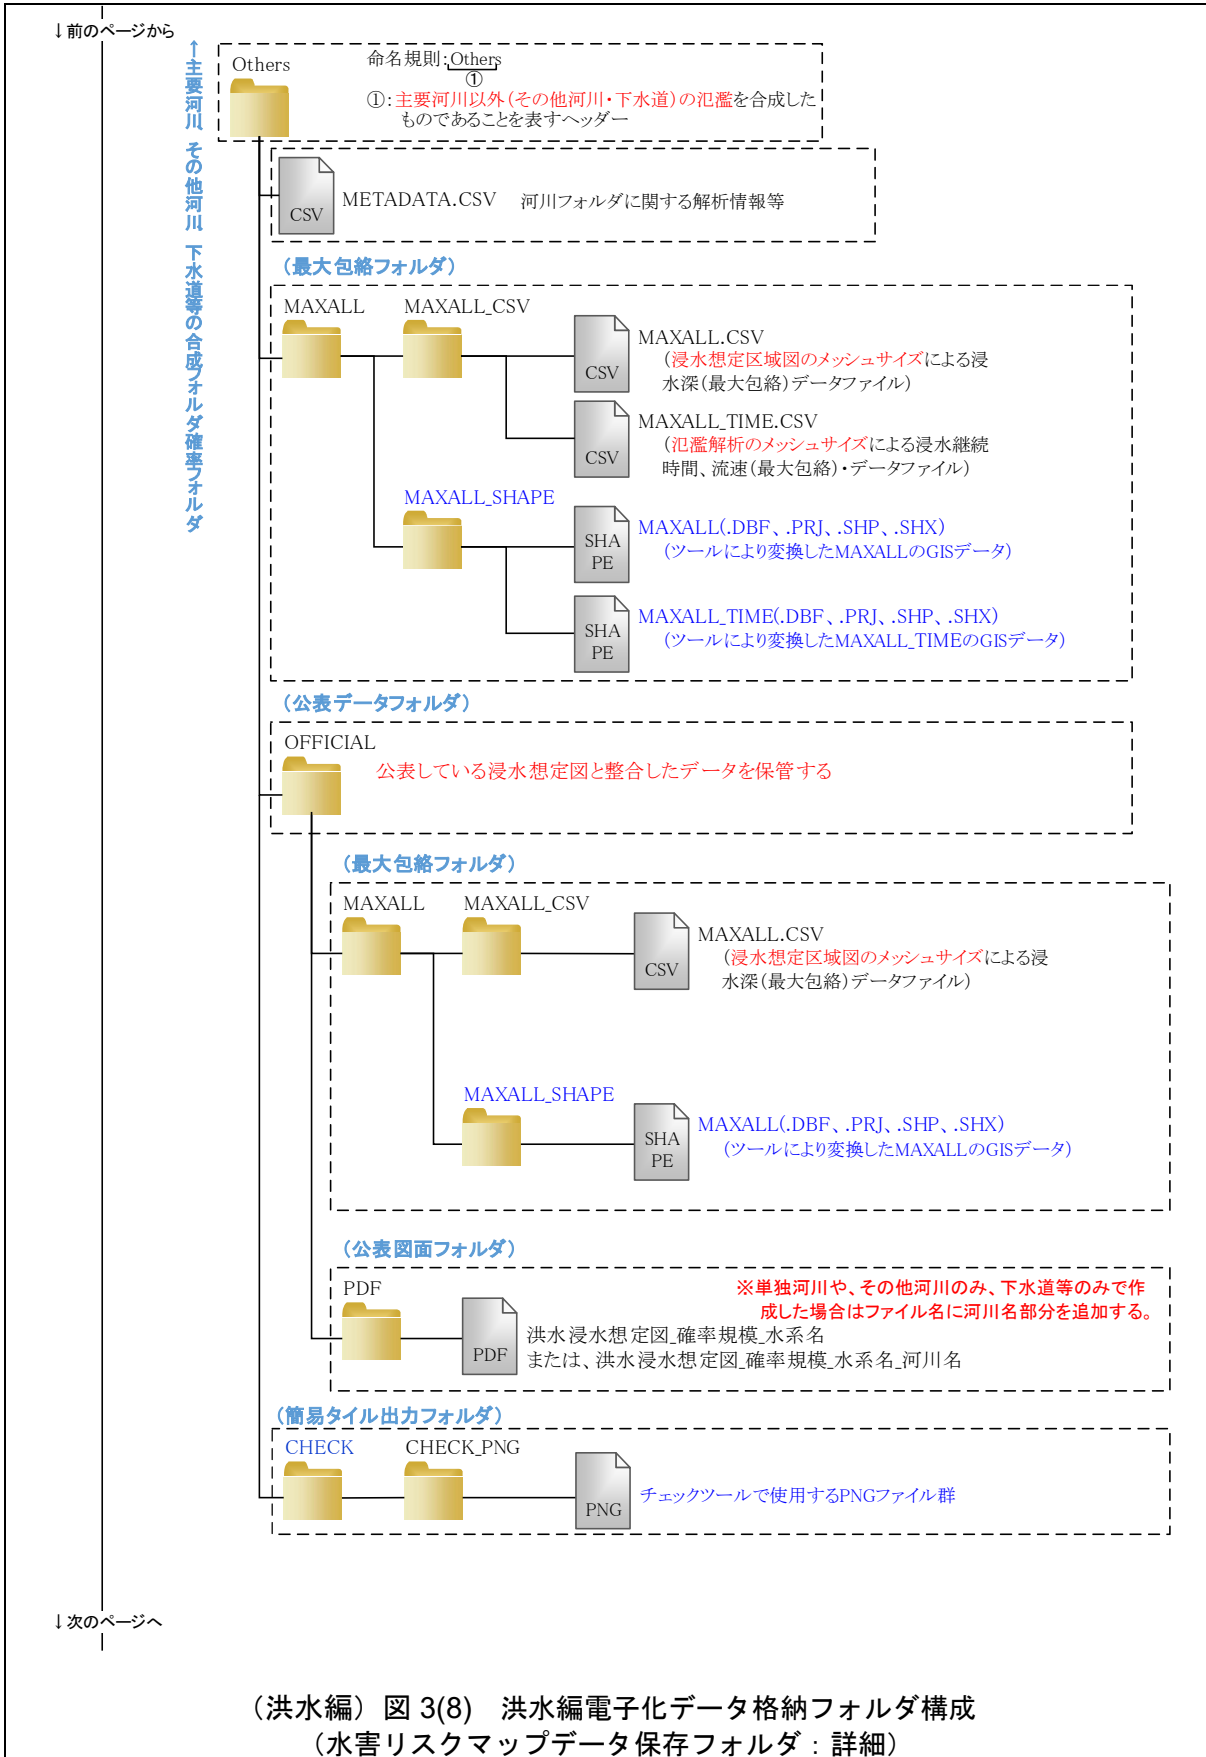 ↓前のページから
↑主要河川、その他河川、下水道等の合成フォルダ確率フォルダ
Others
命名規則:Others
①
①:主要河川以外(その他河川・下水道)の氾濫を合成した
ものであることを表すヘッダー
CSV
METADATA.CSV 河川フォルダに関する解析情報等
(最大包絡フォルダ)
MAXALL
MAXALL_CSV
CSV
MAXALL.CSV
(浸水想定区域図のメッシュサイズによる浸
水深(最大包絡)データファイル)
CSV
MAXALL_TIME.CSV
(氾濫解析のメッシュサイズによる浸水継続
時間、流速(最大包絡)・データファイル)
MAXALL_SHAPE
SHA
PE
MAXALL(.DBF、.PRJ、.SHP、.SHX)
(ツールにより変換したMAXALLのGISデータ)
SHA
PE
MAXALL_TIME(.DBF、.PRJ、.SHP、.SHX)
(ツールにより変換したMAXALL_TIMEのGISデータ)
(公表データフォルダ)
OFFICIAL
公表している浸水想定図と整合したデータを保管する
(最大包絡フォルダ)
MAXALL
MAXALL_CSV
CSV
MAXALL.CSV
(浸水想定区域図のメッシュサイズによる浸
水深(最大包絡)データファイル)
MAXALL_SHAPE
SHA
PE
MAXALL(.DBF、.PRJ、.SHP、.SHX)
(ツールにより変換したMAXALLのGISデータ)
(公表図面フォルダ)
PDF
※単独河川や、その他河川のみ、下水道等のみで作
成した場合はファイル名に河川名部分を追加する。
PDF
洪水浸水想定図_確率規模_水系名
または、洪水浸水想定図_確率規模_水系名_河川名
(簡易タイル出力フォルダ)
CHECK
CHECK_PNG
PNG
チェックツールで使用するPNGファイル群
↓次のページへ
(洪水編)図 3(8) 洪水編電子化データ格納フォルダ構成
(水害リスクマップデータ保存フォルダ:詳細)